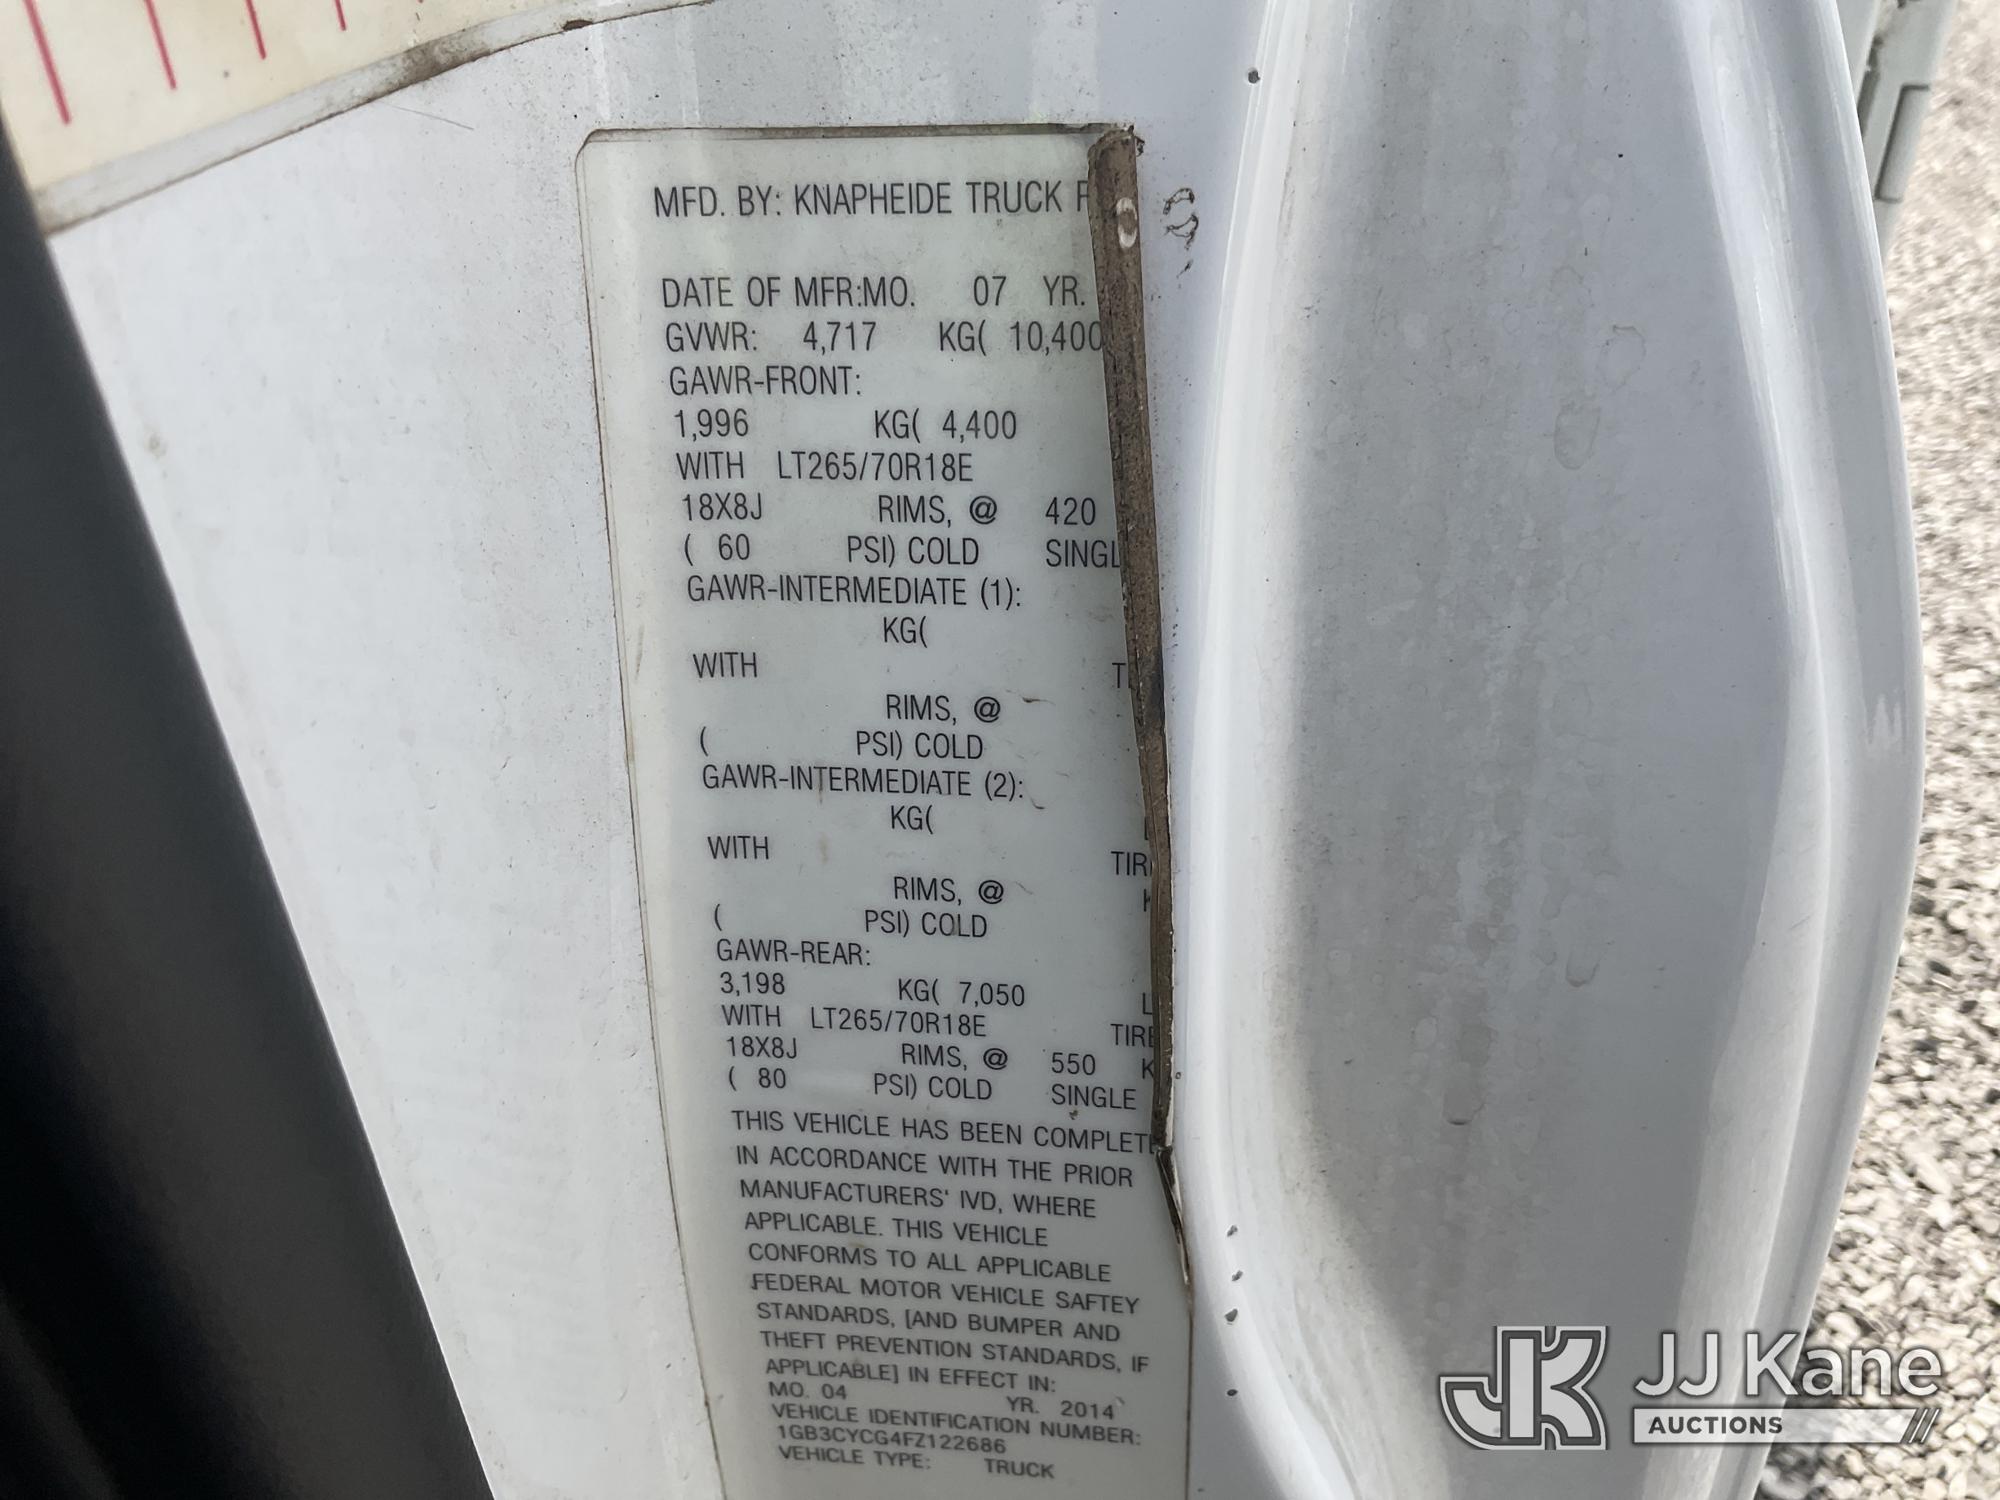 MFD. BY: KNAPHEIDE TRUCK
DATE OF MFR:MO. 07 YR.
GVWR: 4,717 KG( 10,400
GAWR-FRONT:
1,996 KG( 4,400
WITH LT265/70R18E
18X8J RIMS, @ 420
( 60 PSI) COLD SINGL
GAWR-INTERMEDIATE (1):
KG(
WITH
RIMS, @
( PSI) COLD
GAWR-INTERMEDIATE (2):
KG(
WITH TIR
RIMS, @
( PSI) COLD
GAWR-REAR:
3,198 KG( 7,050 L
WITH LT265/70R18E TIRE
18X8J RIMS, @ 550 K
( 80 PSI) COLD SINGLE
THIS VEHICLE HAS BEEN COMPLETE
IN ACCORDANCE WITH THE PRIOR
MANUFACTURERS' IVD, WHERE
APPLICABLE. THIS VEHICLE
CONFORMS TO ALL APPLICABLE
FEDERAL MOTOR VEHICLE SAFTEY
STANDARDS, [AND BUMPER AND
THEFT PREVENTION STANDARDS, IF
APPLICABLE] IN EFFECT IN:
MO. 04 YR. 2014
VEHICLE IDENTIFICATION NUMBER:
1GB3CYCG4FZ122686
VEHICLE TYPE: TRUCK
JK JJ Kane
AUCTIONS